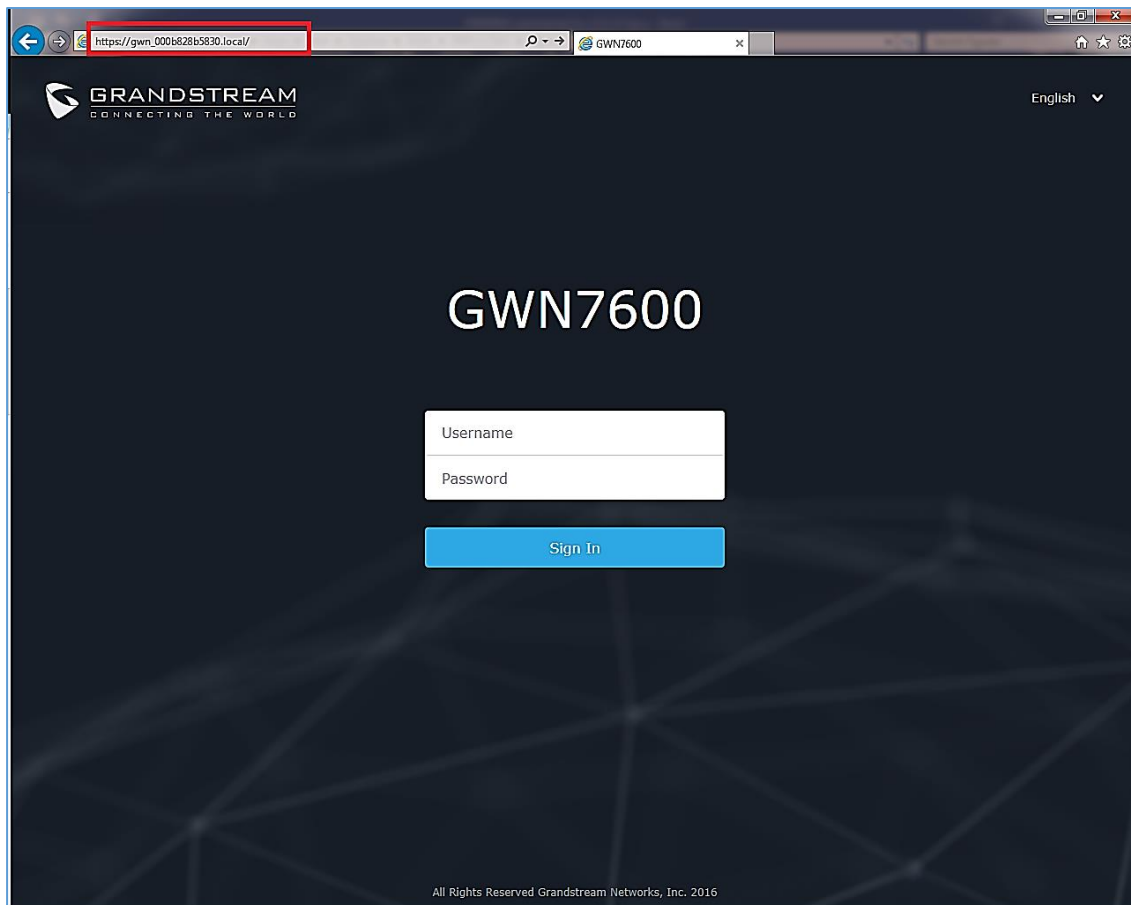 https://gwn_000b828b5830.local/
GWN7600
GRANDSTREAM
CONNECTING THE WORLD
English
GWN7600
Username
Password
Sign In
All Rights Reserved Grandstream Networks, Inc. 2016